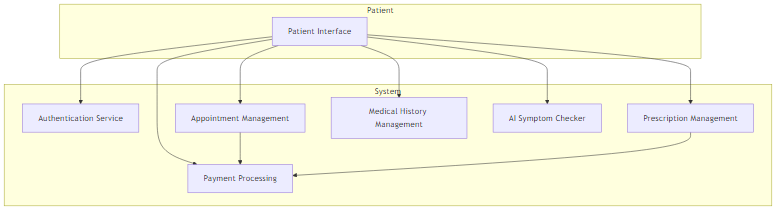 Patient
Patient Interface
System
Authentication Service
Appointment Management
Medical History
Management
AI Symptom Checker
Prescription Management
Payment Processing